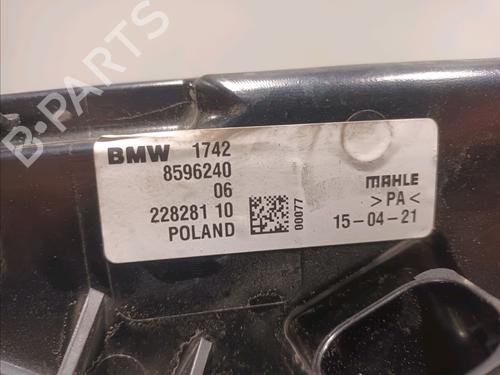 B-PARTS
BMW 1742
8596240
06
228281 10
POLAND
00077
MAHLE
>PA<
15-04-21